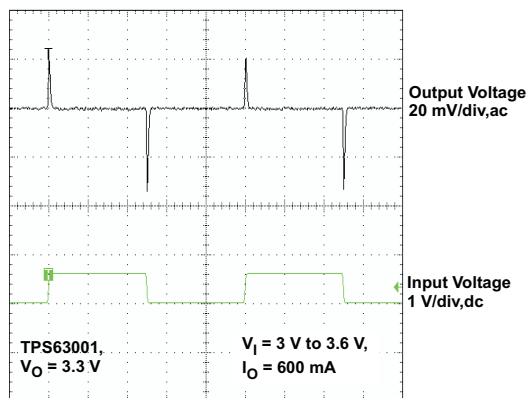 Output Voltage
20 mV/div,ac
Input Voltage
1 V/div,dc
TPS63001,
VO = 3.3 V
VI = 3 V to 3.6 V,
IO = 600 mA